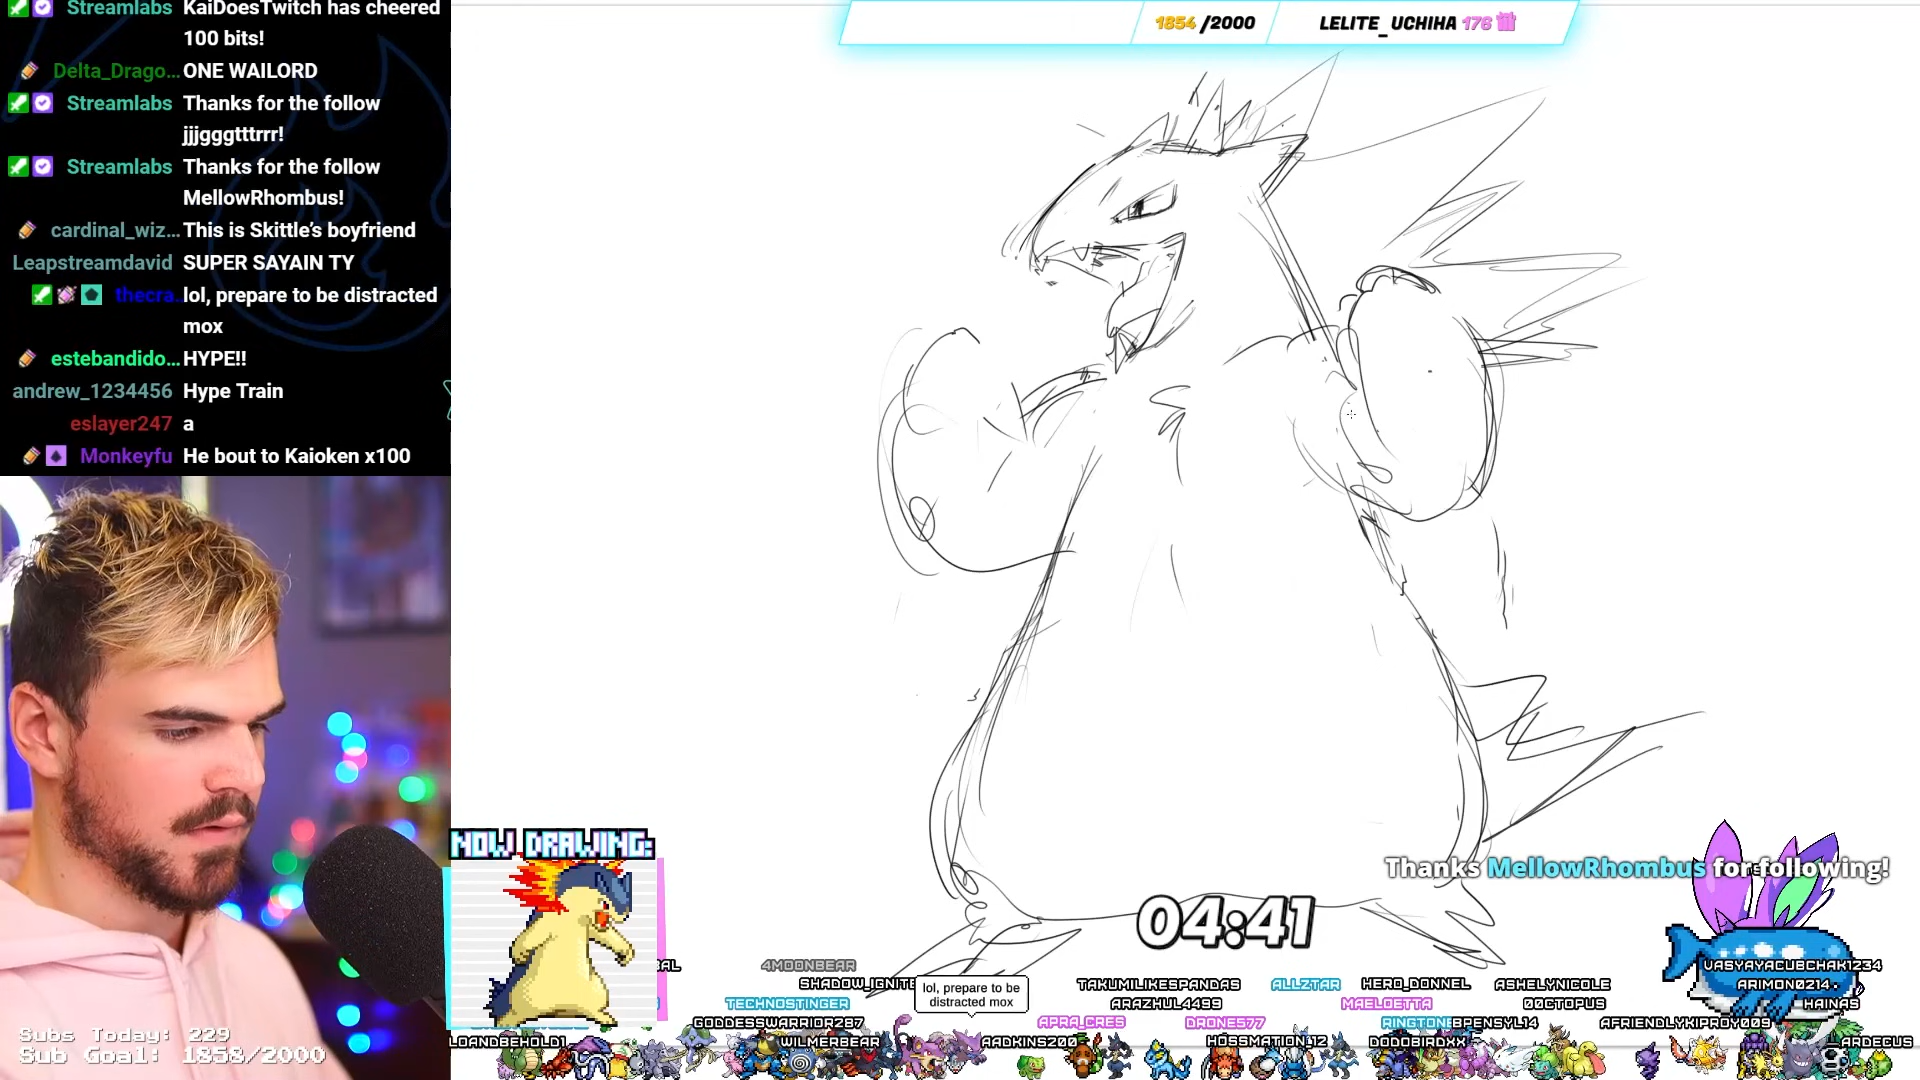 Streamlabs KaiDoesTwitch has cheered
100 bits!
Delta_Drago... ONE WAILORD
Streamlabs Thanks for the follow
jjjgggtttrrr!
Streamlabs Thanks for the follow
MellowRhombus!
cardinal_wiz... This is Skittle's boyfriend
Leapstreamdavid SUPER SAYAIN TY
thecra.. lol, prepare to be distracted
mox
estebandido... HYPE!!
andrew_1234456 Hype Train
eslayer247 a
Monkeyfu He bout to Kaioken x100
1854 /2000 LELITE_UCHIHA 176
NOW DRAWING:
Thanks MellowRhombus for following!
04:41
Subs Today: 229
Sub Goal: 1858/2000
4MOONBEAR
SHADOW_IGNITE
lol, prepare to be
distracted mox
TAKUMILIKESPANDAS
ALLZTAR
HERO_DONNEL
ASHELYNICOLE
VASYAYACUBCHAK1234
ARIMON0214
TECHNOSTINGER
ARAZHUL4499
MAELOETTA
00CTOPUS
HAINAS
GODDESSWARRIOR287
APRA_CRES
DRONE577
RINGTONE
BPENSYL14
AFRIENDLYKIPROY009
LOANDBEHOLD1
WILMERBEAR
AADKINS200
HOSSMATION_12
DODOBIRDXX
ARDECUS